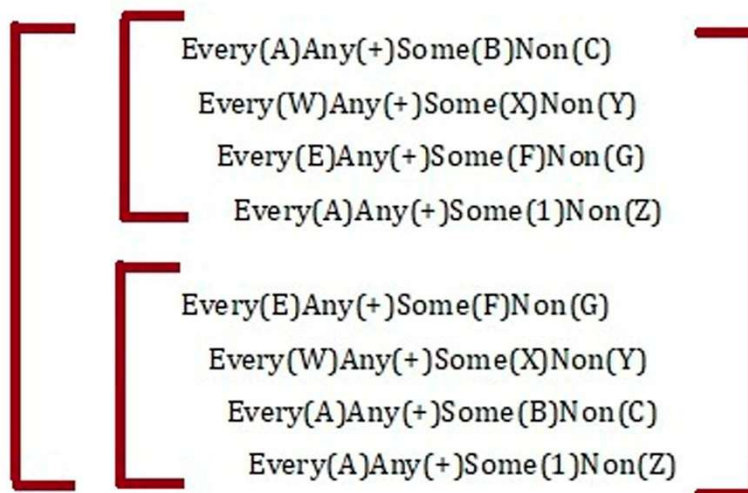 Every(A)Any(+)Some(B)Non(C)
Every(W)Any(+)Some(X)Non(Y)
Every(E)Any(+)Some(F)Non(G)
Every(A)Any(+)Some(1)Non(Z)
Every(E)Any(+)Some(F)Non(G)
Every(W)Any(+)Some(X)Non(Y)
Every(A)Any(+)Some(B)Non(C)
Every(A)Any(+)Some(1)Non(Z)